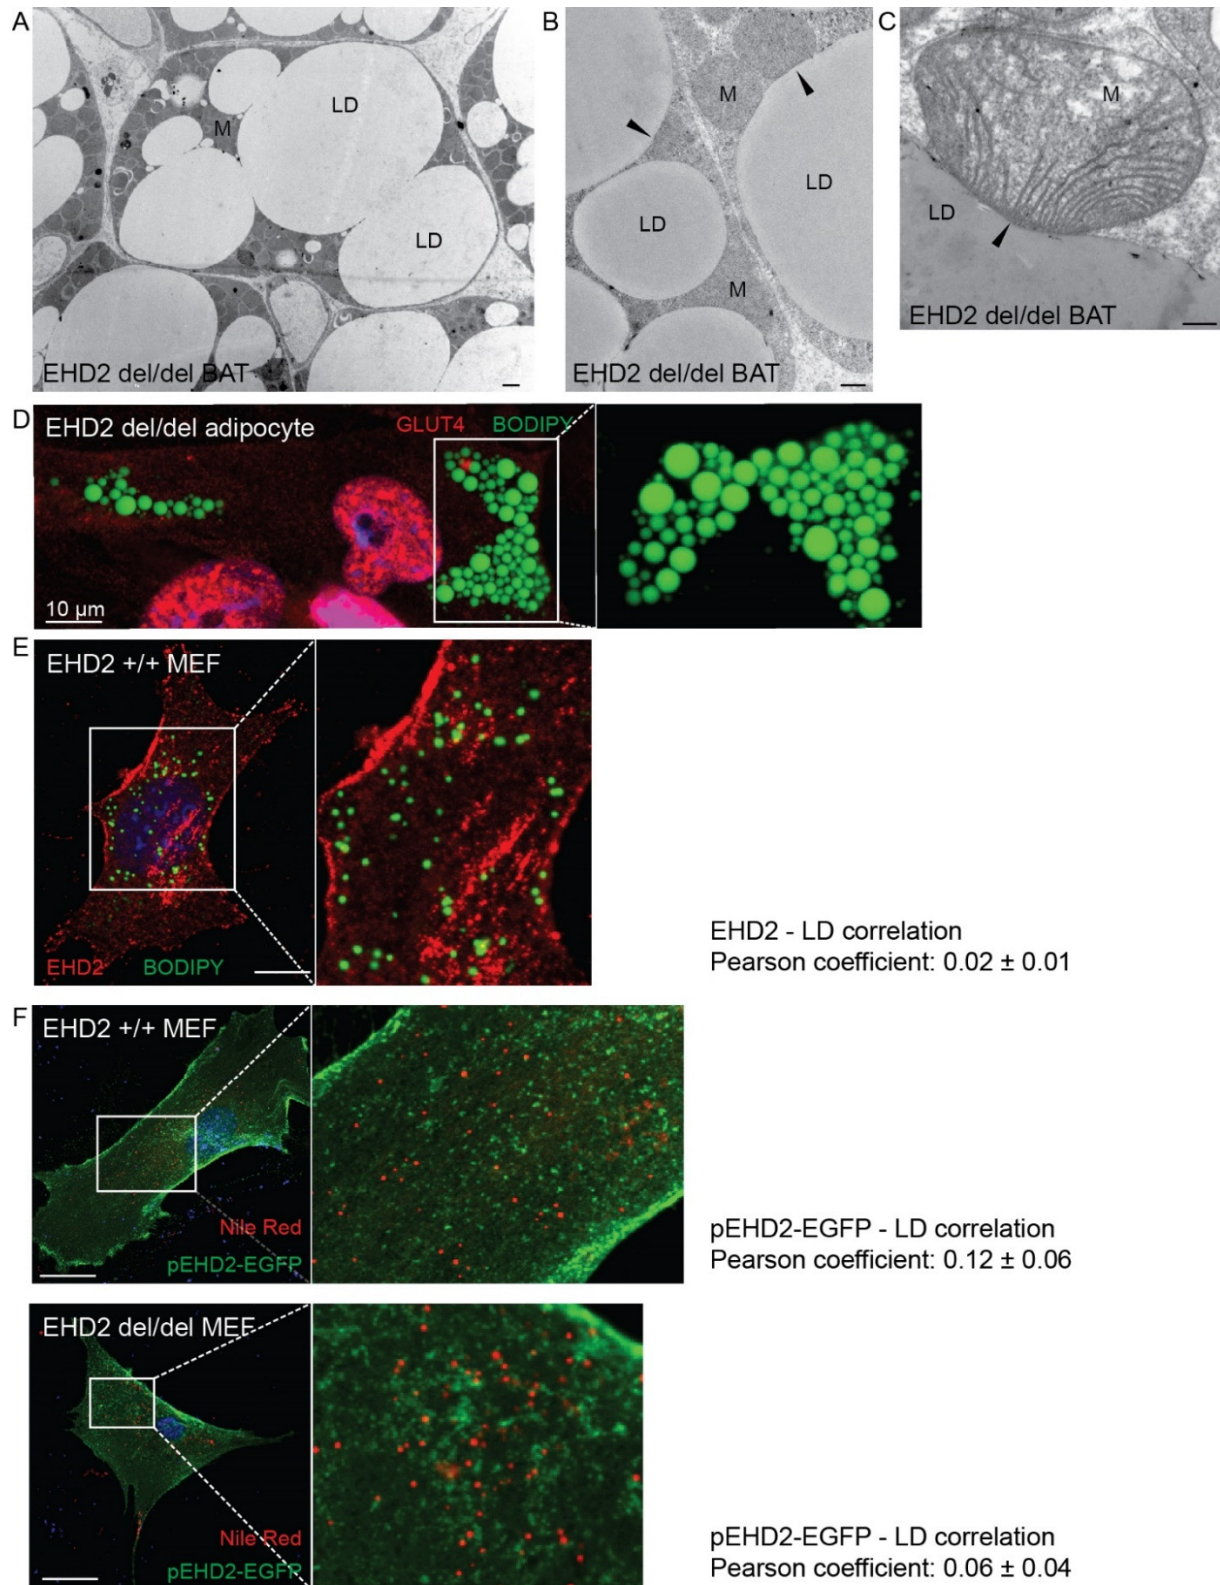 A
LD
M
LD
EHD2 del/del BAT
B
M
LD
LD
M
EHD2 del/del BAT
C
M
LD
EHD2 del/del BAT
D
EHD2 del/del adipocyte
GLUT4
BODIPY
10 µm
E
EHD2 +/+ MEF
EHD2
BODIPY
EHD2 - LD correlation
Pearson coefficient: 0.02 ± 0.01
F
EHD2 +/+ MEF
Nile Red
pEHD2-EGFP
pEHD2-EGFP - LD correlation
Pearson coefficient: 0.12 ± 0.06
EHD2 del/del MEF
Nile Red
pEHD2-EGFP
pEHD2-EGFP - LD correlation
Pearson coefficient: 0.06 ± 0.04